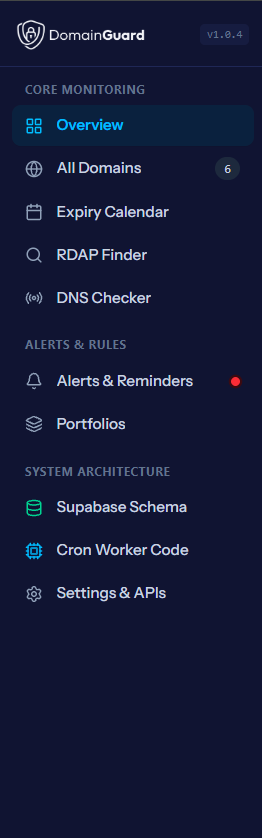 DomainGuard v1.0.4
CORE MONITORING
Overview
All Domains 6
Expiry Calendar
RDAP Finder
DNS Checker
ALERTS & RULES
Alerts & Reminders
Portfolios
SYSTEM ARCHITECTURE
Supabase Schema
Cron Worker Code
Settings & APIs